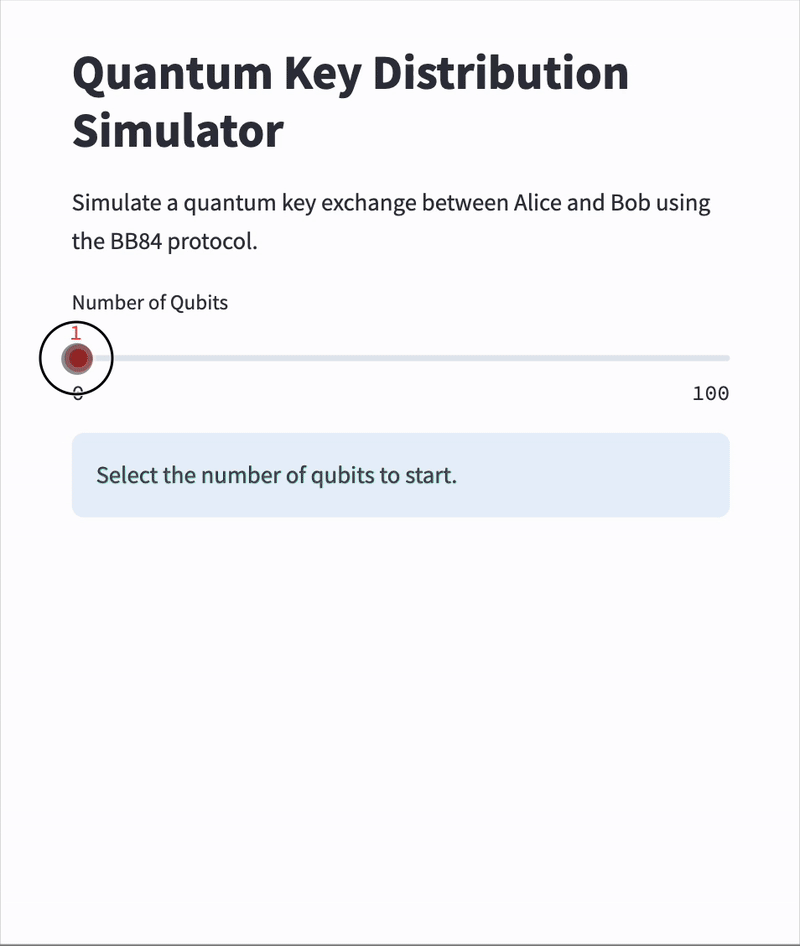 Quantum Key Distribution
Simulator
Simulate a quantum key exchange between Alice and Bob using
the BB84 protocol.
Number of Qubits
1
0 100
Select the number of qubits to start.